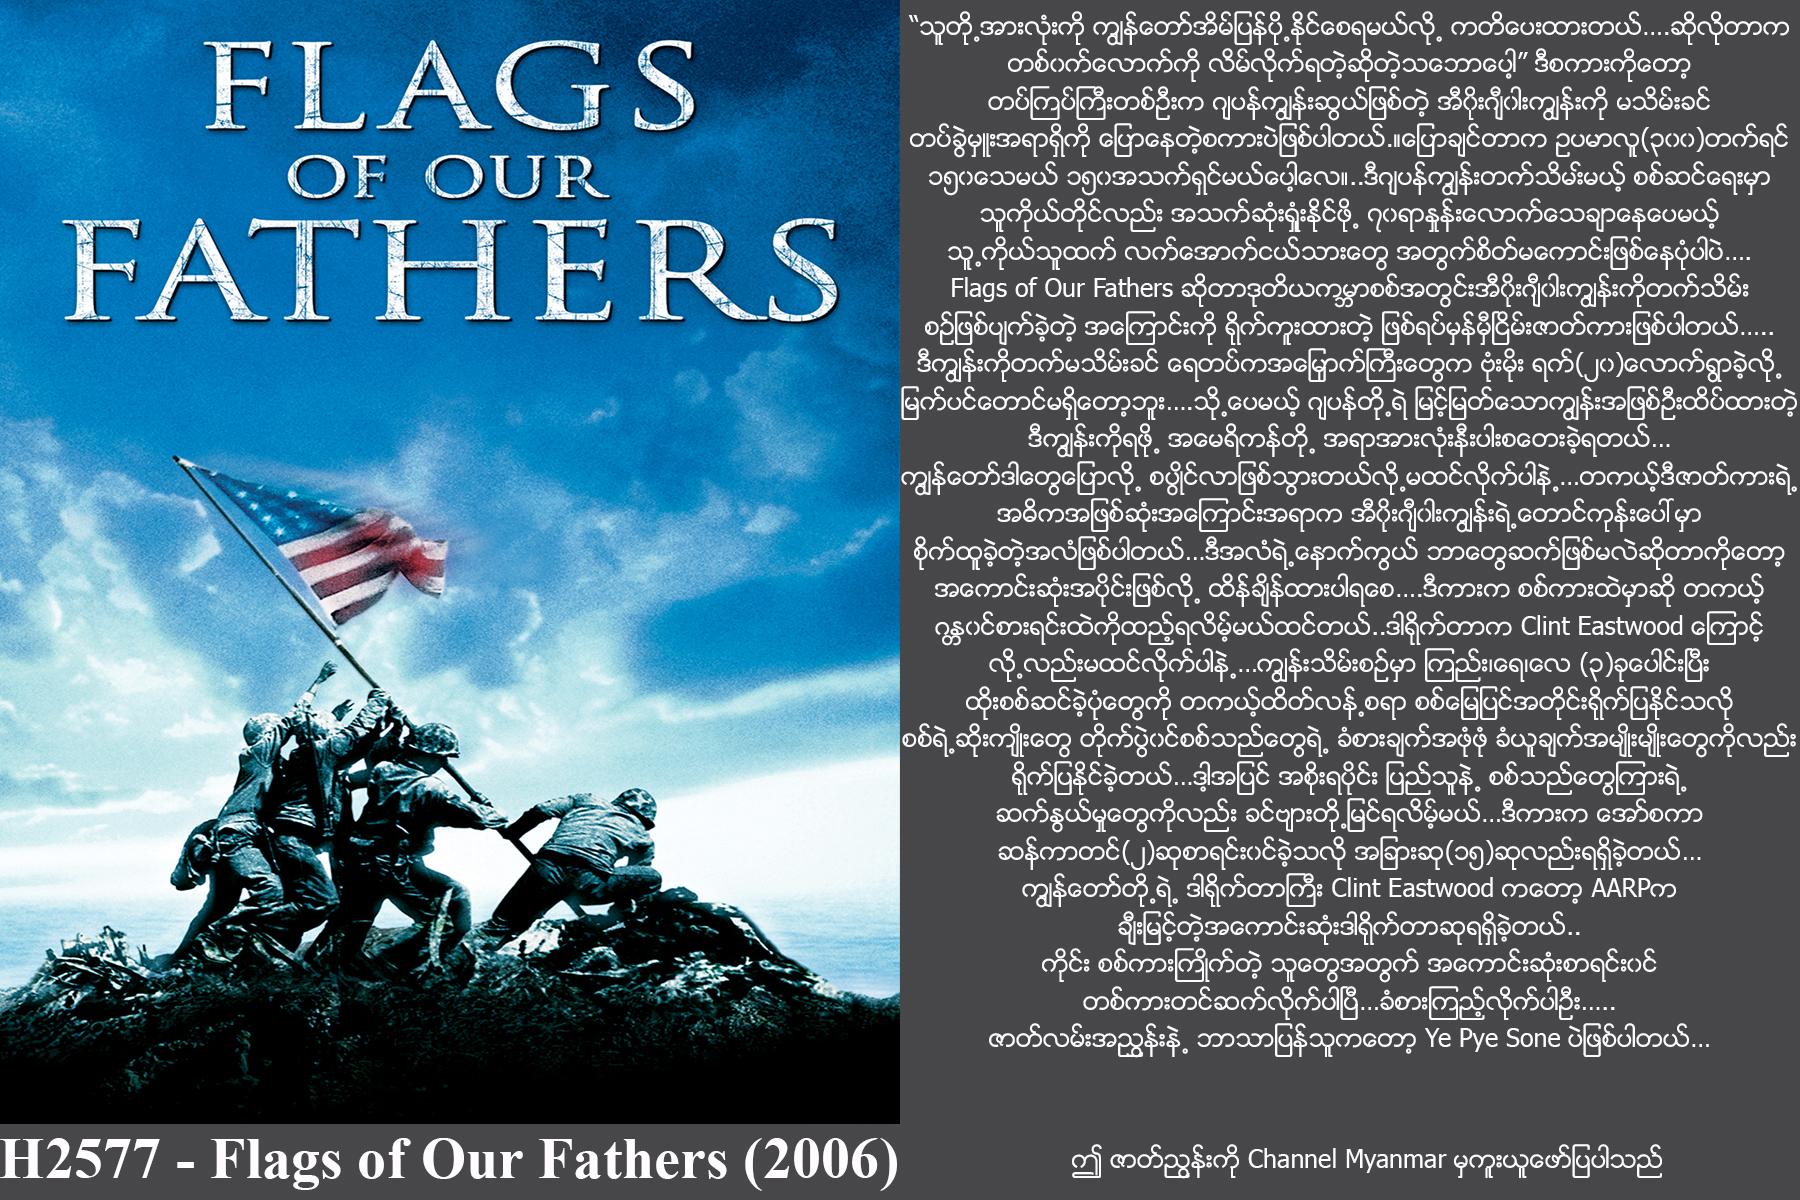 FLAGS
OF OUR
FATHERS
H2577 - Flags of Our Fathers (2006)
“သူတို့အားလုံးကို ကျွန်တော်အိမ်ပြန်ပို့နိုင်စေရမယ်လို့ ကတိပေးထားတယ်....ဆိုလိုတာက
တစ်ဝက်လောက်ကို လိမ်လိုက်ရတဲ့ဆိုတဲ့သဘောပေါ့” ဒီစကားကိုတော့
တပ်ကြပ်ကြီးတစ်ဦးက ဂျပန်ကျွန်းဆွယ်ဖြစ်တဲ့ အီဝိုးဂျီဝါးကျွန်းကို မသိမ်းခင်
တပ်ခွဲမှူးအရာရှိကို ပြောနေတဲ့စကားပဲဖြစ်ပါတယ်.။ပြောချင်တာက ဥပမာလူ(၃၀၀)တက်ရင်
၁၅၀သေမယ် ၁၅၀အသက်ရှင်မယ်ပေါ့လေ။..ဒီဂျပန်ကျွန်းတက်သိမ်းမယ့် စစ်ဆင်ရေးမှာ
သူကိုယ်တိုင်လည်း အသက်ဆုံးရှုံးနိုင်ဖို့ ၇၀ရာနှုန်းလောက်သေချာနေပေမယ့်
သူ့ကိုယ်သူထက် လက်အောက်ငယ်သားတွေ အတွက်စိတ်မကောင်းဖြစ်နေပုံပါပဲ....
Flags of Our Fathers ဆိုတာဒုတိယကမ္ဘာစစ်အတွင်းအီဝိုးဂျီဝါးကျွန်းကိုတက်သိမ်း
စဉ်ဖြစ်ပျက်ခဲ့တဲ့ အကြောင်းကို ရိုက်ကူးထားတဲ့ ဖြစ်ရပ်မှန်မှီငြိမ်းဇာတ်ကားဖြစ်ပါတယ်.....
ဒီကျွန်းကိုတက်မသိမ်းခင် ရေတပ်ကအမြှောက်ကြီးတွေက ဗုံးမိုး ရက်(၂၀)လောက်ရွာခဲ့လို့
မြက်ပင်တောင်မရှိတော့ဘူး....သို့ပေမယ့် ဂျပန်တို့ရဲ မြင့်မြတ်သောကျွန်းအဖြစ်ဦးထိပ်ထားတဲ့
ဒီကျွန်းကိုရဖို့ အမေရိကန်တို့ အရာအားလုံးနီးပါးစတေးခဲ့ရတယ်...
ကျွန်တော်ဒါတွေပြောလို့ စပွိုင်လာဖြစ်သွားတယ်လို့မထင်လိုက်ပါနဲ့...တကယ့်ဒီဇာတ်ကားရဲ့
အဓိကအဖြစ်ဆုံးအကြောင်းအရာက အီဝိုးဂျီဝါးကျွန်းရဲ့တောင်ကုန်းပေါ်မှာ
စိုက်ထူခဲ့တဲ့အလံဖြစ်ပါတယ်...ဒီအလံရဲ့နောက်ကွယ် ဘာတွေဆက်ဖြစ်မလဲဆိုတာကိုတော့
အကောင်းဆုံးအပိုင်းဖြစ်လို့ ထိန်ချိန်ထားပါရစေ....ဒီကားက စစ်ကားထဲမှာဆို တကယ့်
ဂန္တဝင်စားရင်းထဲကိုထည့်ရလိမ့်မယ်ထင်တယ်..ဒါရိုက်တာက Clint Eastwood ကြောင့်
လို့လည်းမထင်လိုက်ပါနဲ့...ကျွန်းသိမ်းစဉ်မှာ ကြည်း၊ရေ၊လေ (၃)ခုပေါင်းပြီး
ထိုးစစ်ဆင်ခဲ့ပုံတွေကို တကယ့်ထိတ်လန့်စရာ စစ်မြေပြင်အတိုင်းရိုက်ပြနိုင်သလို
စစ်ရဲ့ဆိုးကျိုးတွေ တိုက်ပွဲဝင်စစ်သည်တွေရဲ့ ခံစားချက်အဖုံဖုံ ခံယူချက်အမျိုးမျိုးတွေကိုလည်း
ရိုက်ပြနိုင်ခဲ့တယ်...ဒါ့အပြင် အစိုးရပိုင်း ပြည်သူနဲ့ စစ်သည်တွေကြားရဲ့
ဆက်နွယ်မှုတွေကိုလည်း ခင်ဗျားတို့မြင်ရလိမ့်မယ်...ဒီကားက အော်စကာ
ဆန်ကာတင်(၂)ဆုစာရင်းဝင်ခဲ့သလို အခြားဆု(၁၅)ဆုလည်းရရှိခဲ့တယ်...
ကျွန်တော်တို့ရဲ့ ဒါရိုက်တာကြီး Clint Eastwood ကတော့ AARPက
ချီးမြင့်တဲ့အကောင်းဆုံးဒါရိုက်တာဆုရရှိခဲ့တယ်..
ကိုင်း စစ်ကားကြိုက်တဲ့ သူတွေအတွက် အကောင်းဆုံးစာရင်းဝင်
တစ်ကားတင်ဆက်လိုက်ပါပြီ...ခံစားကြည့်လိုက်ပါဦး.....
ဇာတ်လမ်းအညွှန်းနဲ့ ဘာသာပြန်သူကတော့ Ye Pye Sone ပဲဖြစ်ပါတယ်...
ဤ ဇာတ်ညွှန်းကို Channel Myanmar မှကူးယူဖော်ပြပါသည်